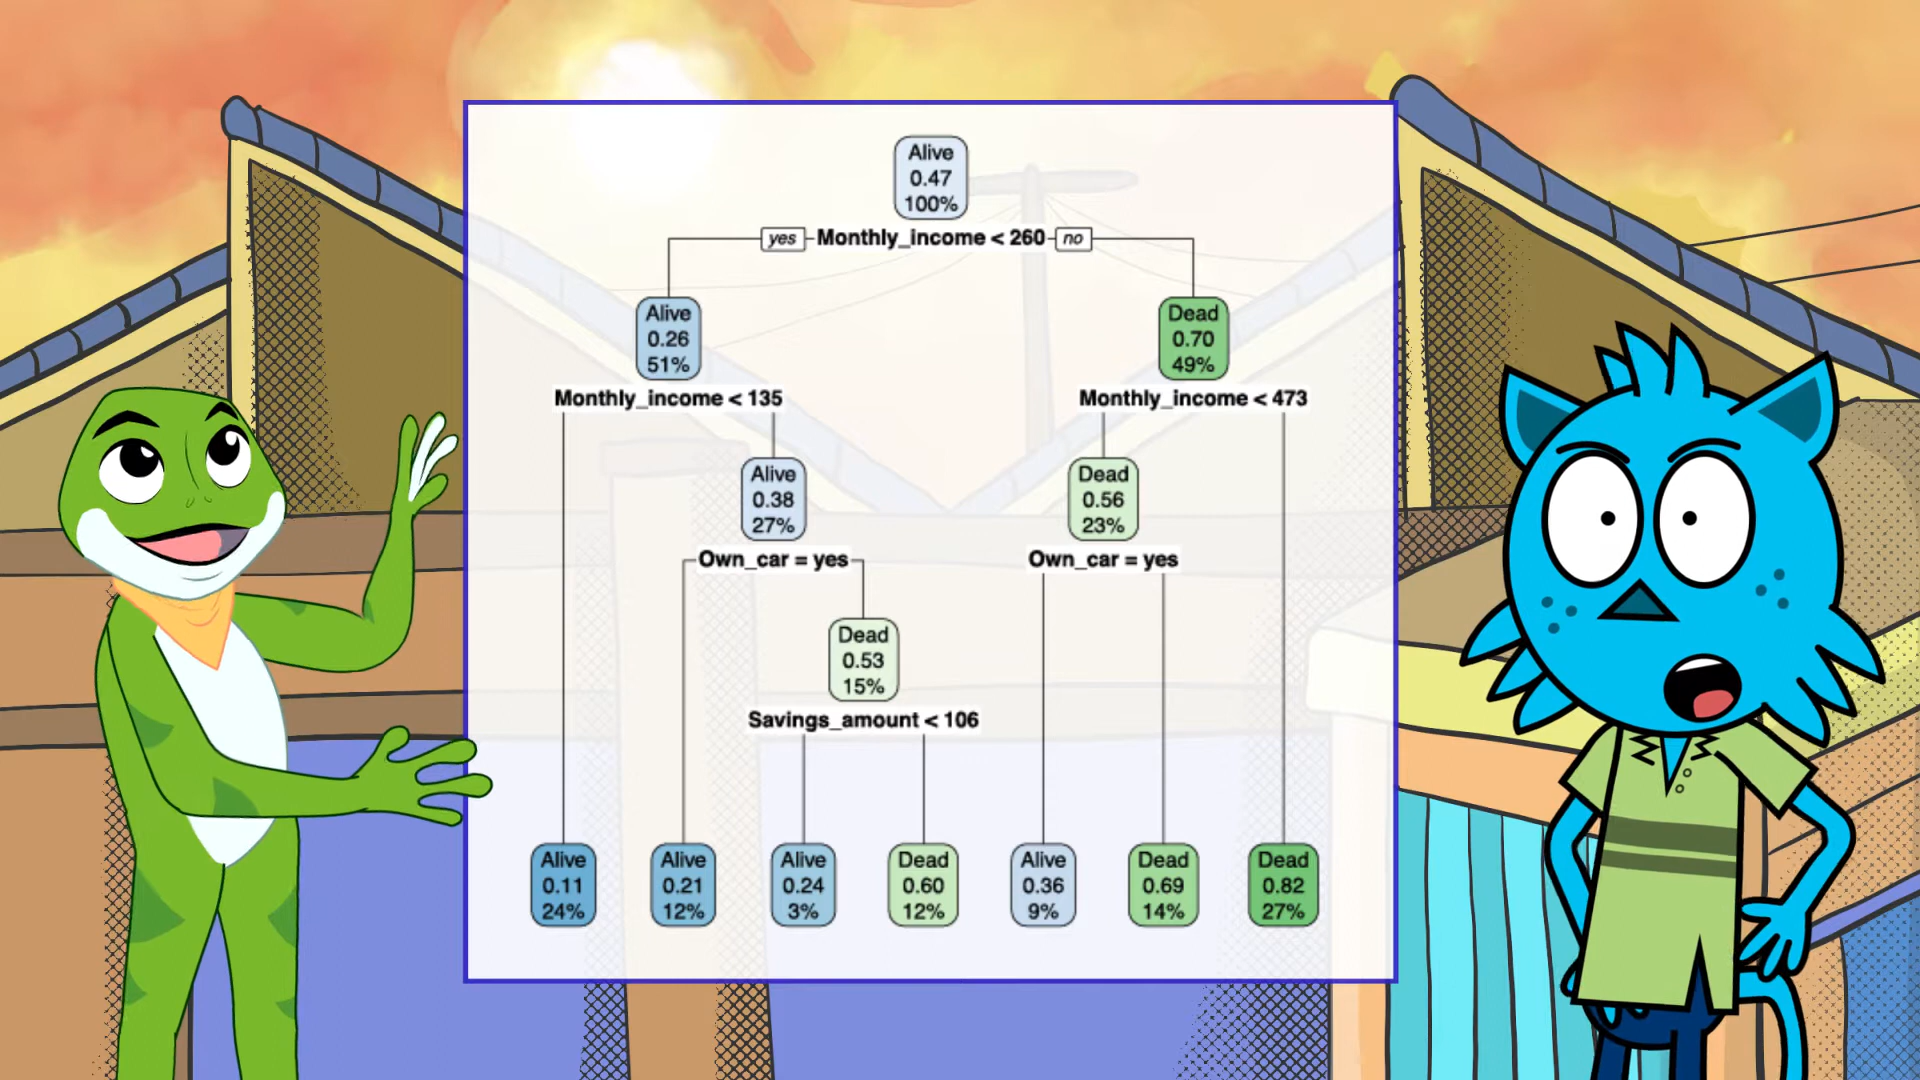 Alive
0.47
100%
yes Monthly_income < 260 no
Alive
0.26
51%
Dead
0.70
49%
Monthly_income < 135
Monthly_income < 473
Alive
0.38
27%
Dead
0.56
23%
Own_car = yes
Own_car = yes
Dead
0.53
15%
Savings_amount < 106
Alive
0.11
24%
Alive
0.21
12%
Alive
0.24
3%
Dead
0.60
12%
Alive
0.36
9%
Dead
0.69
14%
Dead
0.82
27%